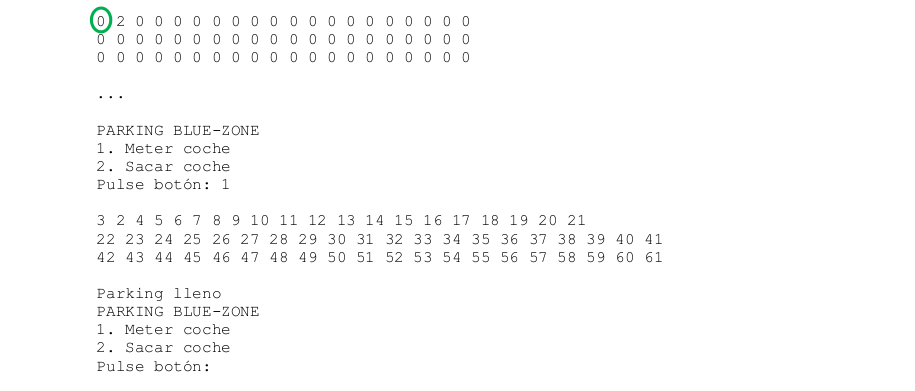 0 2 0 0 0 0 0 0 0 0 0 0 0 0 0 0 0 0 0 0
0 0 0 0 0 0 0 0 0 0 0 0 0 0 0 0 0 0 0 0
0 0 0 0 0 0 0 0 0 0 0 0 0 0 0 0 0 0 0 0
...
PARKING BLUE-ZONE
1. Meter coche
2. Sacar coche
Pulse botón: 1
3 2 4 5 6 7 8 9 10 11 12 13 14 15 16 17 18 19 20 21
22 23 24 25 26 27 28 29 30 31 32 33 34 35 36 37 38 39 40 41
42 43 44 45 46 47 48 49 50 51 52 53 54 55 56 57 58 59 60 61
Parking lleno
PARKING BLUE-ZONE
1. Meter coche
2. Sacar coche
Pulse botón: